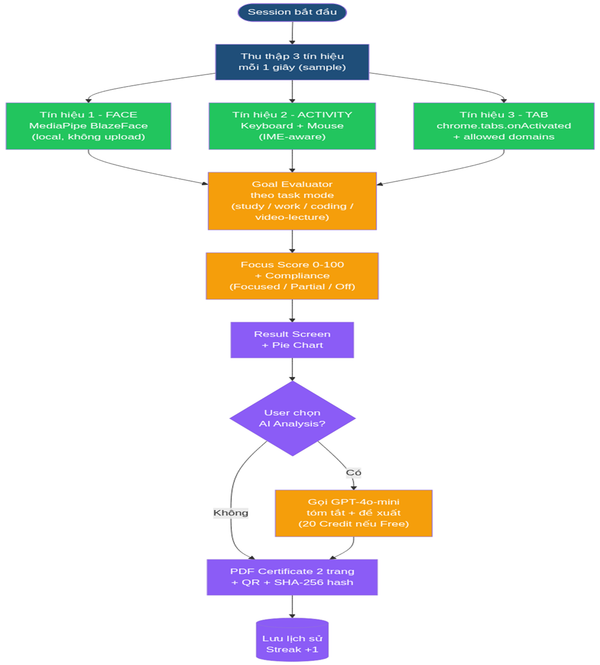 Session bắt đầu
Thu thập 3 tín hiệu
mỗi 1 giây (sample)
Tín hiệu 1 - FACE
MediaPipe BlazeFace
(local, không upload)
Tín hiệu 2 - ACTIVITY
Keyboard + Mouse
(IME-aware)
Tín hiệu 3 - TAB
chrome.tabs.onActivated
+ allowed domains
Goal Evaluator
theo task mode
(study / work / coding /
video-lecture)
Focus Score 0-100
+ Compliance
(Focused / Partial / Off)
Result Screen
+ Pie Chart
User chọn
AI Analysis?
Có
Không
Gọi GPT-4o-mini
tóm tắt + đề xuất
(20 Credit nếu Free)
PDF Certificate 2 trang
+ QR + SHA-256 hash
Lưu lịch sử
Streak +1